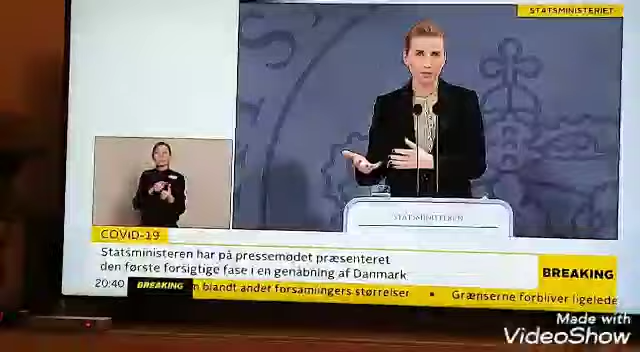 STATSMINISTERIET
STATSMINISTEREN
COVID-19
Statsministeren har på pressemødet præsenteret
den første forsigtige fase i en genåbning af Danmark
BREAKING
20:40 BREAKING n blandt andet forsamlingers størrelser • Grænserne forbliver ligelede
Made with
VideoShow